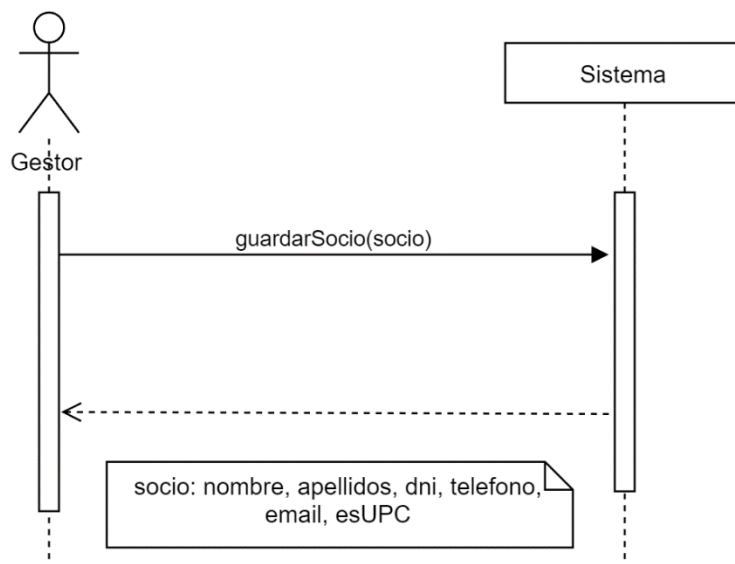 Sistema
Gestor
guardarSocio(socio)
socio: nombre, apellidos, dni, telefono,
email, esUPC